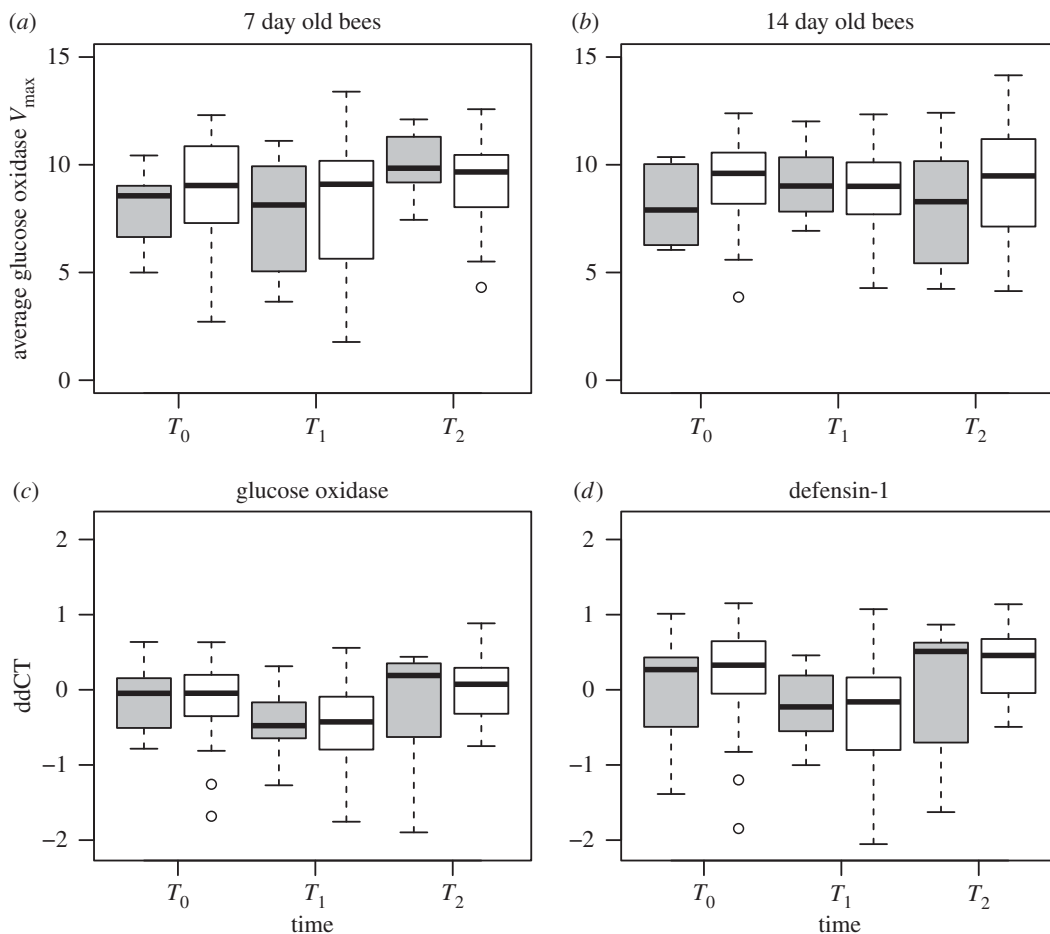 (a) 7 day old bees
(b) 14 day old bees
average glucose oxidase Vmax
15
10
5
0
T0 T1 T2
15
10
5
0
T0 T1 T2
(c) glucose oxidase
(d) defensin-1
ddCT
2
1
0
−1
−2
T0 T1 T2
time
2
1
0
−1
−2
T0 T1 T2
time